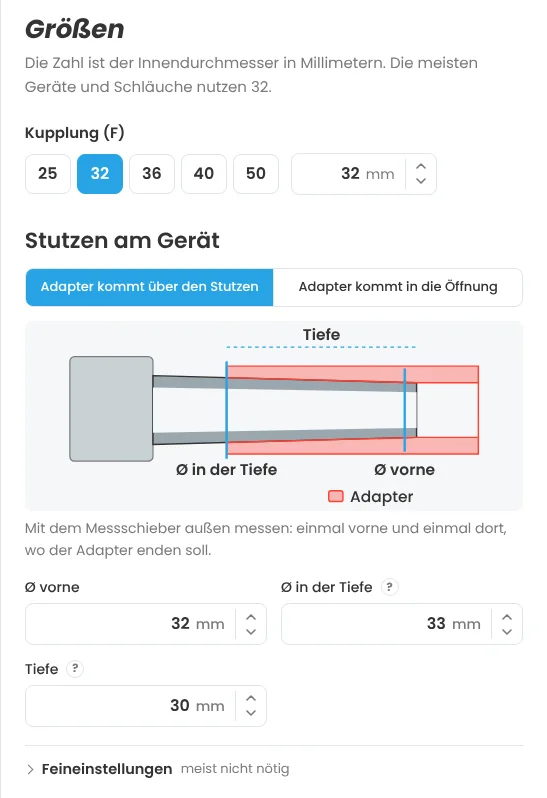 Größen
Die Zahl ist der Innendurchmesser in Millimetern. Die meisten
Geräte und Schläuche nutzen 32.
Kupplung (F)
25 32 36 40 50 32 mm
Stutzen am Gerät
Adapter kommt über den Stutzen Adapter kommt in die Öffnung
Tiefe
Ø in der Tiefe Ø vorne
Adapter
Mit dem Messschieber außen messen: einmal vorne und einmal dort,
wo der Adapter enden soll.
Ø vorne Ø in der Tiefe ?
32 mm 33 mm
Tiefe ?
30 mm
Feineinstellungen meist nicht nötig